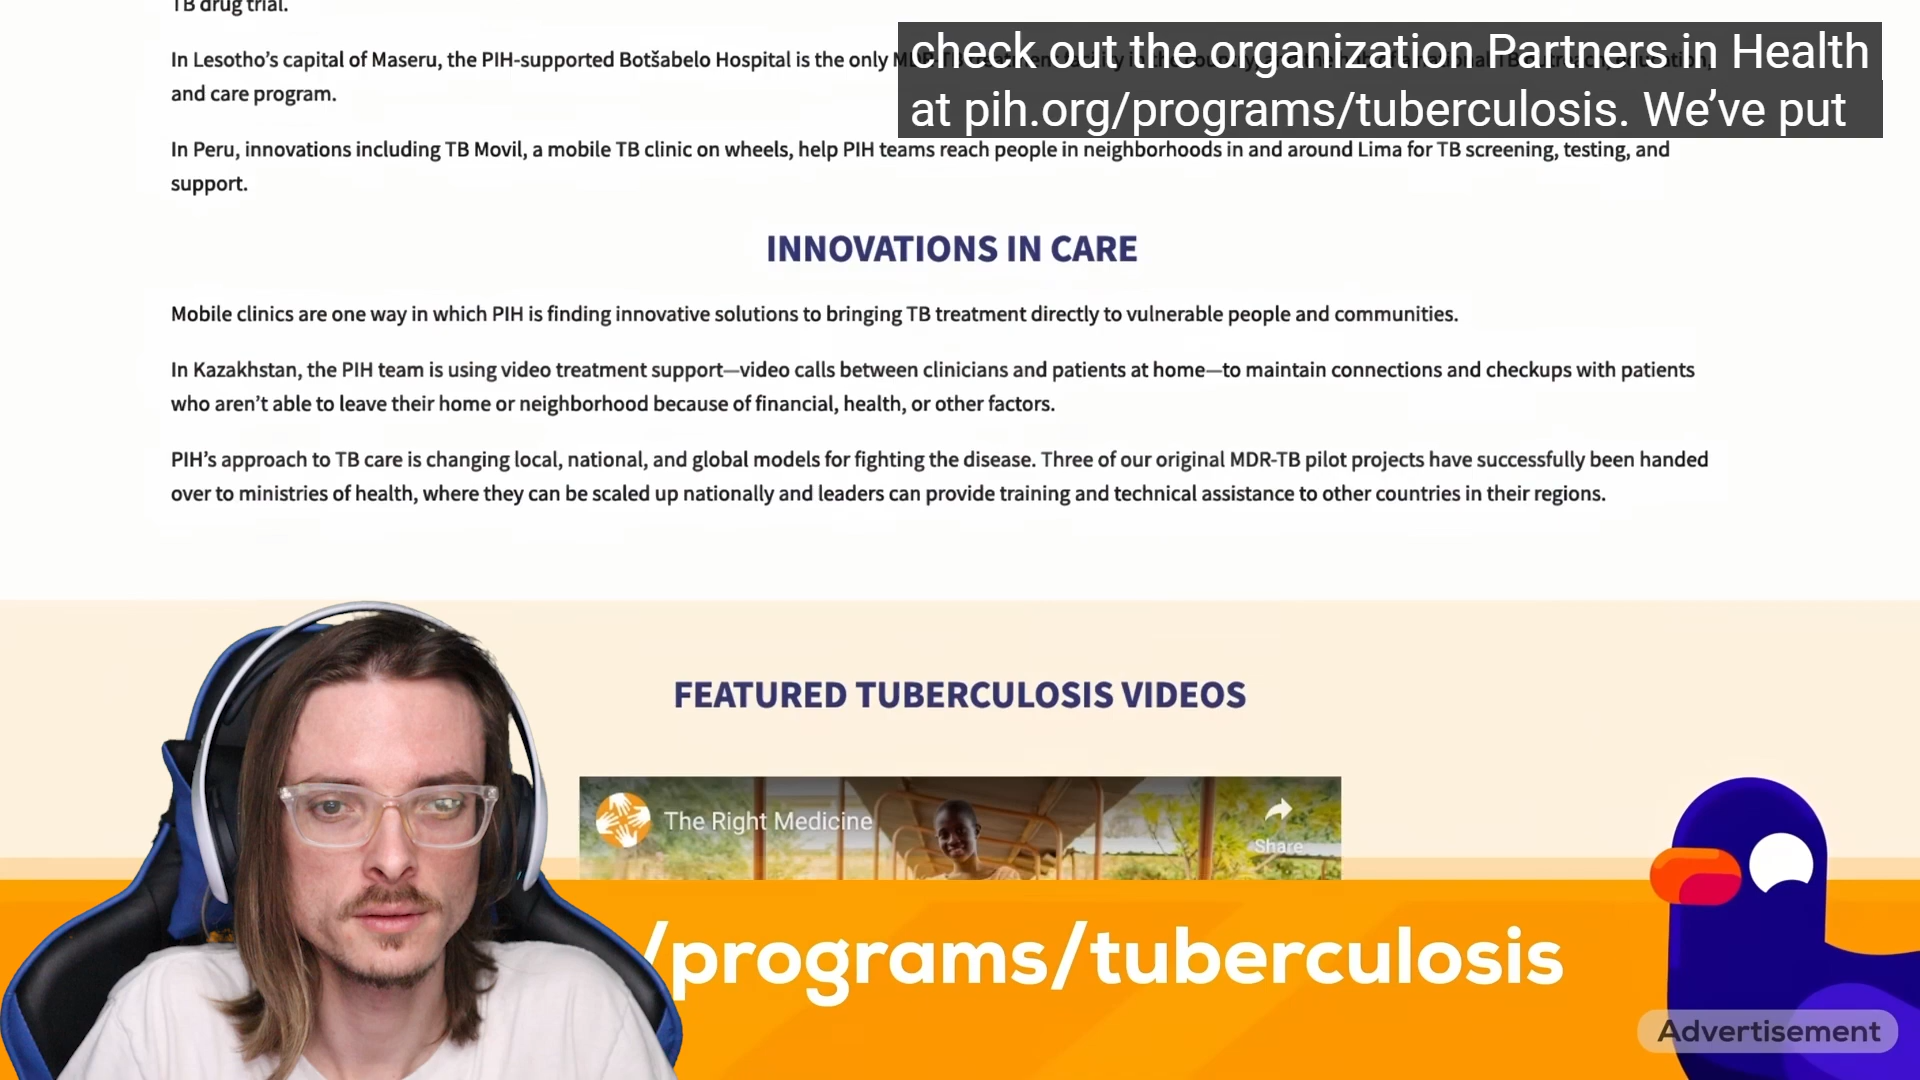 TB drug trial.
check out the organization Partners in Health
at pih.org/programs/tuberculosis. We’ve put
In Lesotho’s capital of Maseru, the PIH-supported Botšabelo Hospital is the only
and care program.
In Peru, innovations including TB Movil, a mobile TB clinic on wheels, help PIH teams reach people in neighborhoods in and around Lima for TB screening, testing, and
support.
INNOVATIONS IN CARE
Mobile clinics are one way in which PIH is finding innovative solutions to bringing TB treatment directly to vulnerable people and communities.
In Kazakhstan, the PIH team is using video treatment support—video calls between clinicians and patients at home—to maintain connections and checkups with patients
who aren’t able to leave their home or neighborhood because of financial, health, or other factors.
PIH’s approach to TB care is changing local, national, and global models for fighting the disease. Three of our original MDR-TB pilot projects have successfully been handed
over to ministries of health, where they can be scaled up nationally and leaders can provide training and technical assistance to other countries in their regions.
FEATURED TUBERCULOSIS VIDEOS
The Right Medicine
Share
/programs/tuberculosis
Advertisement